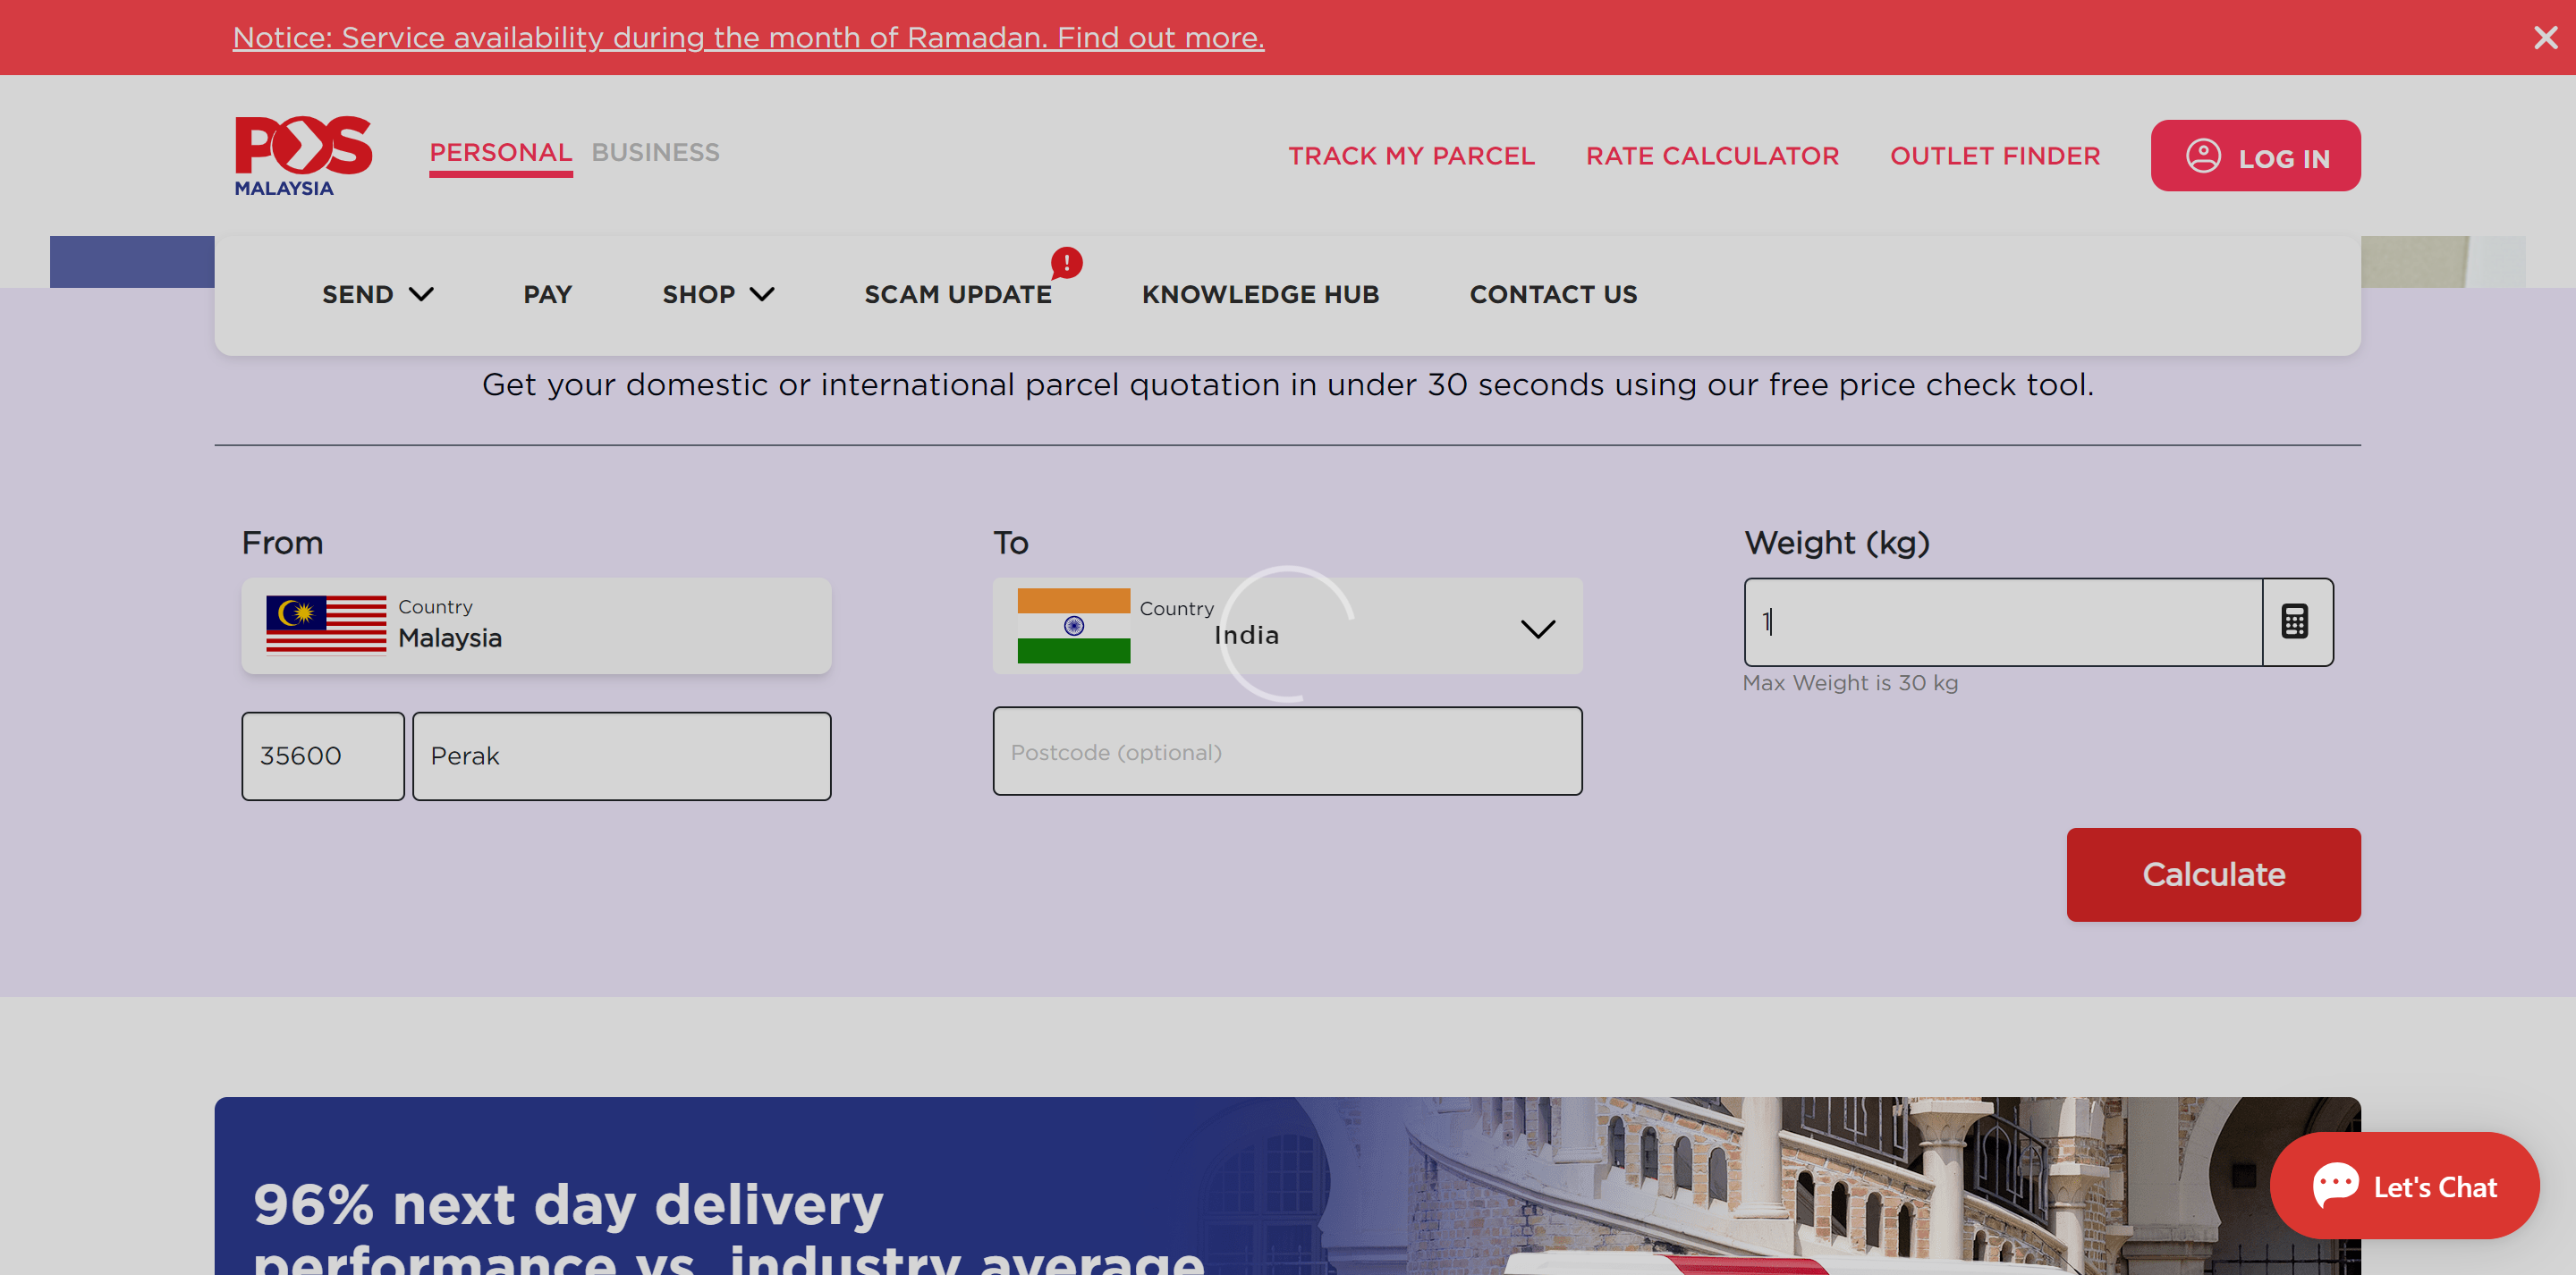 Notice: Service availability during the month of Ramadan. Find out more.
POS
MALAYSIA
PERSONAL BUSINESS
TRACK MY PARCEL RATE CALCULATOR OUTLET FINDER LOG IN
SEND PAY SHOP SCAM UPDATE KNOWLEDGE HUB CONTACT US
Get your domestic or international parcel quotation in under 30 seconds using our free price check tool.
From
Country
Malaysia
35600 Perak
To
Country
India
Postcode (optional)
Weight (kg)
1
Max Weight is 30 kg
Calculate
96% next day delivery
performance vs. industry average
Let's Chat